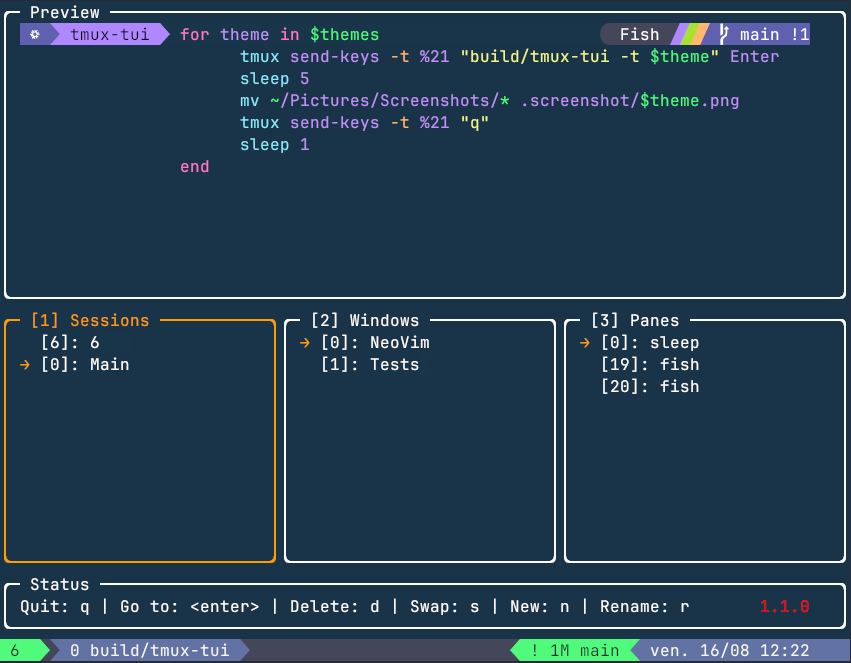 Preview
tmux-tui for theme in $themes Fish main !1
tmux send-keys -t %21 "build/tmux-tui -t $theme" Enter
sleep 5
mv ~/Pictures/Screenshots/* .screenshot/$theme.png
tmux send-keys -t %21 "q"
sleep 1
end
[1] Sessions
[6]: 6
→ [0]: Main
[2] Windows
→ [0]: NeoVim
[1]: Tests
[3] Panes
→ [0]: sleep
[19]: fish
[20]: fish
Status
Quit: q | Go to: <enter> | Delete: d | Swap: s | New: n | Rename: r 1.1.0
6 0 build/tmux-tui ! 1M main ven. 16/08 12:22